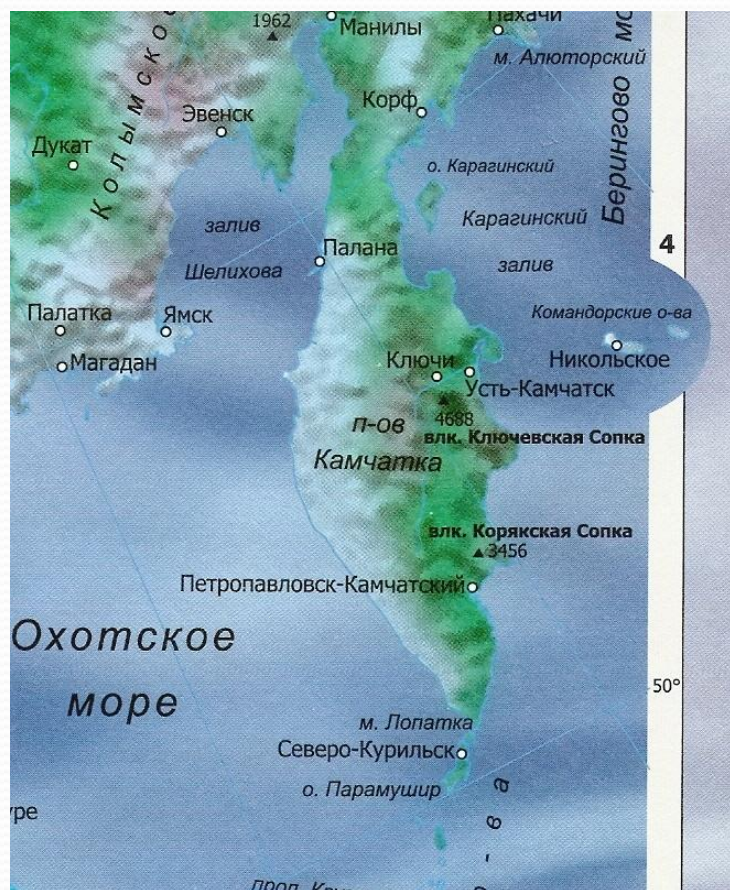 1962
Манилы
Пахачи
м. Алюторский
Корф
Берингово
Эвенск
Дукат
Колымское
о. Карагинский
Карагинский
залив
залив
Шелихова
Палана
4
Командорские о-ва
Никольское
Палатка
Ямск
Магадан
Ключи
Усть-Камчатск
4688
п-ов
Камчатка
влк. Ключевская Сопка
влк. Корякская Сопка
3456
Петропавловск-Камчатский
Охотское
море
50°
м. Лопатка
Северо-Курильск
о. Парамушир